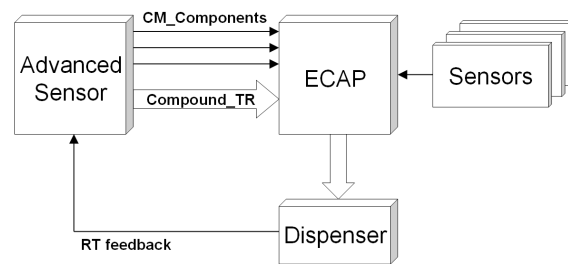 CM_Components
Advanced
Sensor
ECAP
Sensors
Compound_TR
Dispenser
RT feedback